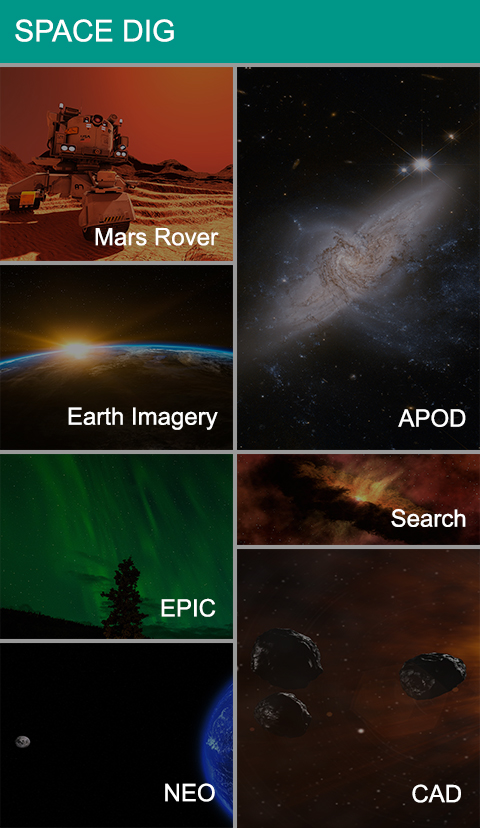 SPACE DIG
Mars Rover
APOD
Earth Imagery
Search
EPIC
NEO
CAD